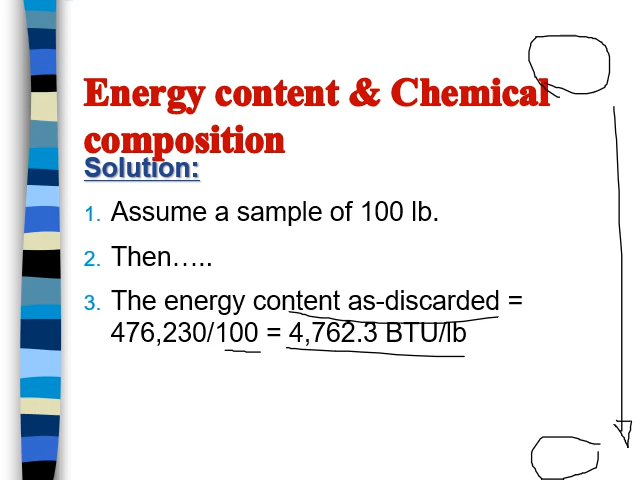 Energy content & Chemical
composition
Solution:
1. Assume a sample of 100 lb.
2. Then…..
3. The energy content as-discarded =
476,230/100 = 4,762.3 BTU/lb